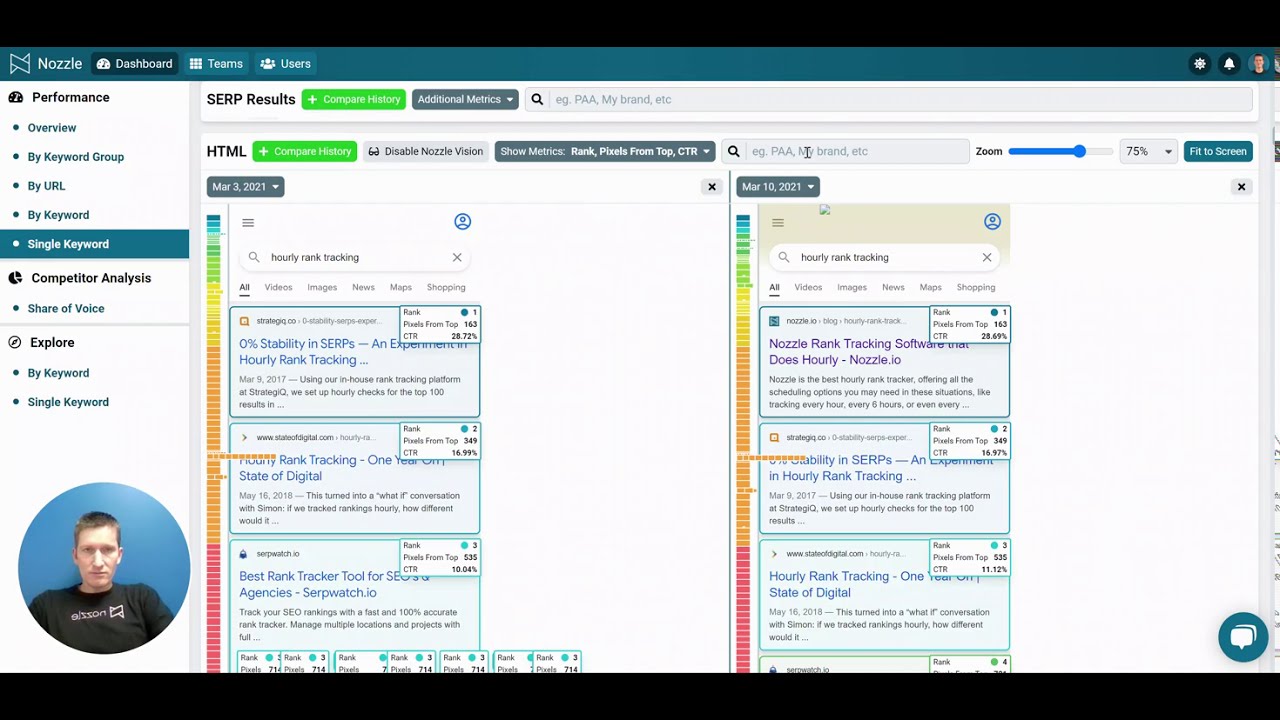 Nozzle Dashboard Teams Users
Performance
Overview
By Keyword Group
By URL
By Keyword
Single Keyword
Competitor Analysis
Share of Voice
Explore
By Keyword
Single Keyword
SERP Results + Compare History Additional Metrics eg. PAA, My brand, etc
HTML + Compare History Disable Nozzle Vision Show Metrics: Rank, Pixels From Top, CTR eg. PAA, My brand, etc Zoom 75% Fit to Screen
Mar 3, 2021
hourly rank tracking
All Videos Images News Maps Shopping
strategiq.co › 0-stability-serps-exper...
Rank 1
Pixels From Top 163
CTR 28.72%
0% Stability in SERPs — An Experiment in
Hourly Rank Tracking ...
Mar 9, 2017 — Using our in-house rank tracking platform
at StrategiQ, we set up hourly checks for the top 100
results in ...
www.stateofdigital.com › hourly-ra...
Rank 2
Pixels From Top 349
CTR 16.99%
Hourly Rank Tracking - One Year On |
State of Digital
May 16, 2018 — This turned into a “what if” conversation
with Simon: if we tracked rankings hourly, how different
would it ...
serpwatch.io
Rank 3
Pixels From Top 535
CTR 10.04%
Best Rank Tracker Tool for SEO's &
Agencies - Serpwatch.io
Track your SEO rankings with a fast and 100% accurate
rank tracker. Manage multiple locations and projects with
full ...
Rank 3 Rank 3 Rank Rank 3 Rank 3 Rank Rank 3
Pixels 714 Pixels 714 Pixels 7 Pixels 714 Pixels 714 Pixels Pixels 714
Mar 10, 2021
hourly rank tracking
All Videos Images News Maps Shopping
nozzle.io › blog › hourly-rank-track...
Rank 1
Pixels From Top 163
CTR 28.69%
Nozzle Rank Tracking Software that
Does Hourly - Nozzle.io
Nozzle is the best hourly rank tracker, offering all the
scheduling options you may need in these situations, like
tracking every hour, every 6 hours, or even every ...
strategiq.co › 0-stability-serps-exper...
Rank 2
Pixels From Top 349
CTR 16.97%
0% Stability in SERPs — An Experiment
in Hourly Rank Tracking ...
Mar 9, 2017 — Using our in-house rank tracking platform
at StrategiQ, we set up hourly checks for the top 100
results ...
www.stateofdigital.com › hourly-ra...
Rank 3
Pixels From Top 535
CTR 11.12%
Hourly Rank Tracking - One Year On |
State of Digital
May 16, 2018 — This turned into a “what if” conversation
with Simon: if we tracked rankings hourly, how different
would it ...
serpwatch.io
Rank 4
nozzle